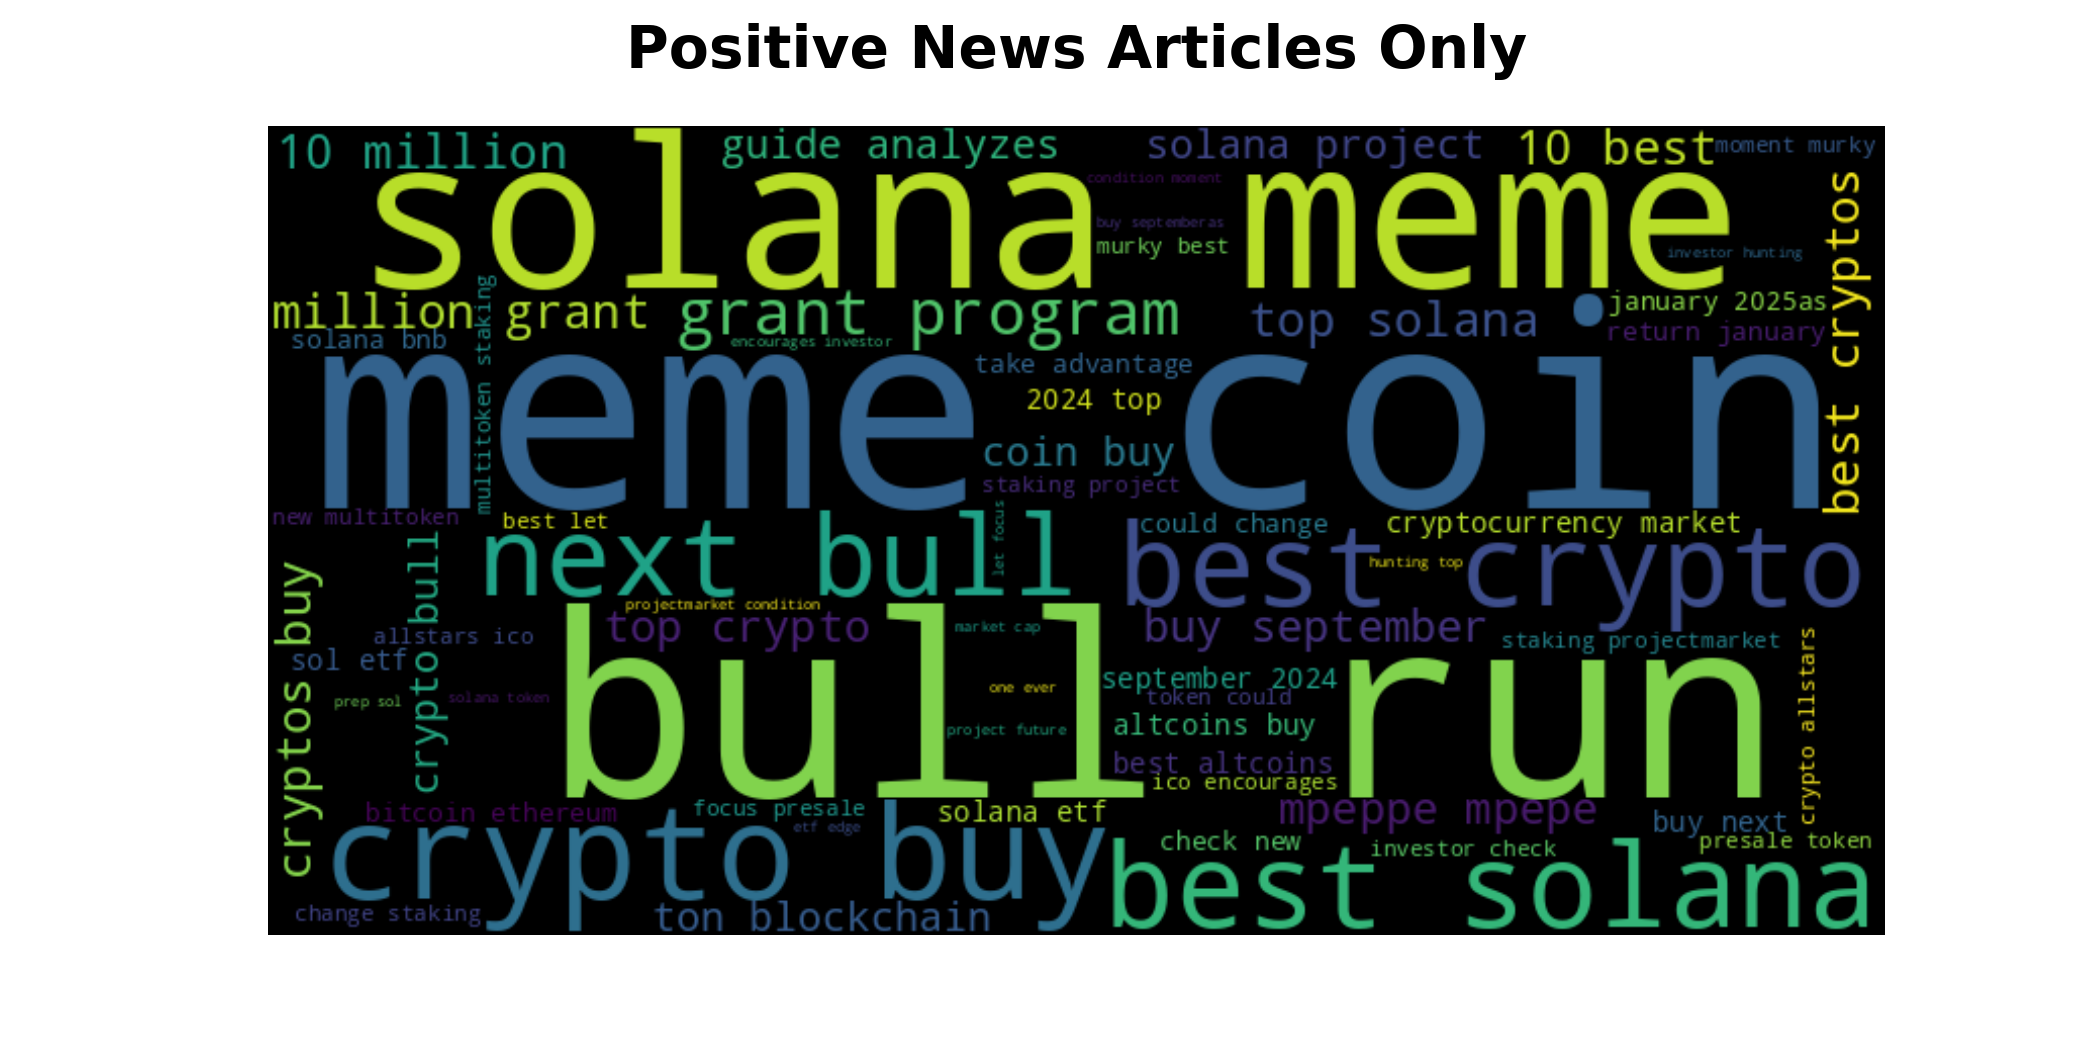 Positive News Articles Only
10 million
guide analyzes
solana project
10 best
moment murky
solana meme
condition moment
buy septemberas
murky best
investor hunting
best cryptos
million grant
grant program
top solana
january 2025as
return january
solana bnb
multitoken staking
encourages investor
take advantage
2024 top
meme coin
coin buy
staking project
new multitoken
best let
next bull
let focus
could change
cryptocurrency market
best crypto
hunting top
cryptos buy
crypto bull
projectmarket condition
top crypto
market cap
buy september
staking projectmarket
allstars ico
sol etf
prep sol
solana token
bull run
one ever
project future
september 2024
token could
altcoins buy
best altcoins
ico encourages
crypto allstars
bitcoin ethereum
focus presale
etf edge
solana etf
mpeppe mpepe
buy next
crypto buy
check new
investor check
presale token
best solana
change staking
ton blockchain